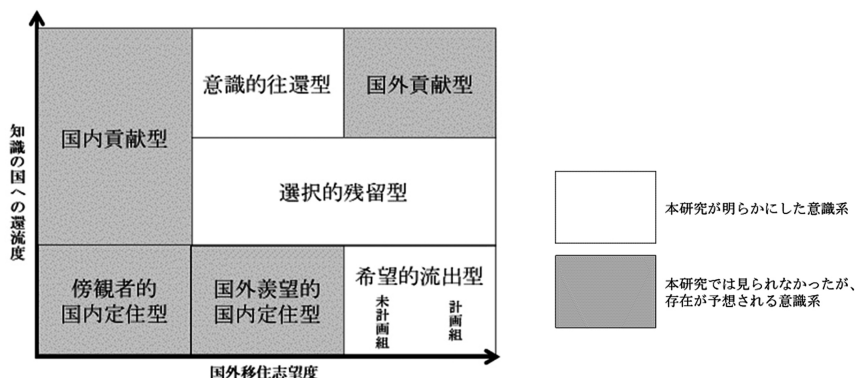 知識の国への還流度
意識的往還型
国外貢献型
国内貢献型
選択的残留型
傍観者的
国内定住型
国外羨望的
国内定住型
希望的流出型
未計画組
計画組
国外移住志望度
本研究が明らかにした意識系
本研究では見られなかったが、
存在が予想される意識系